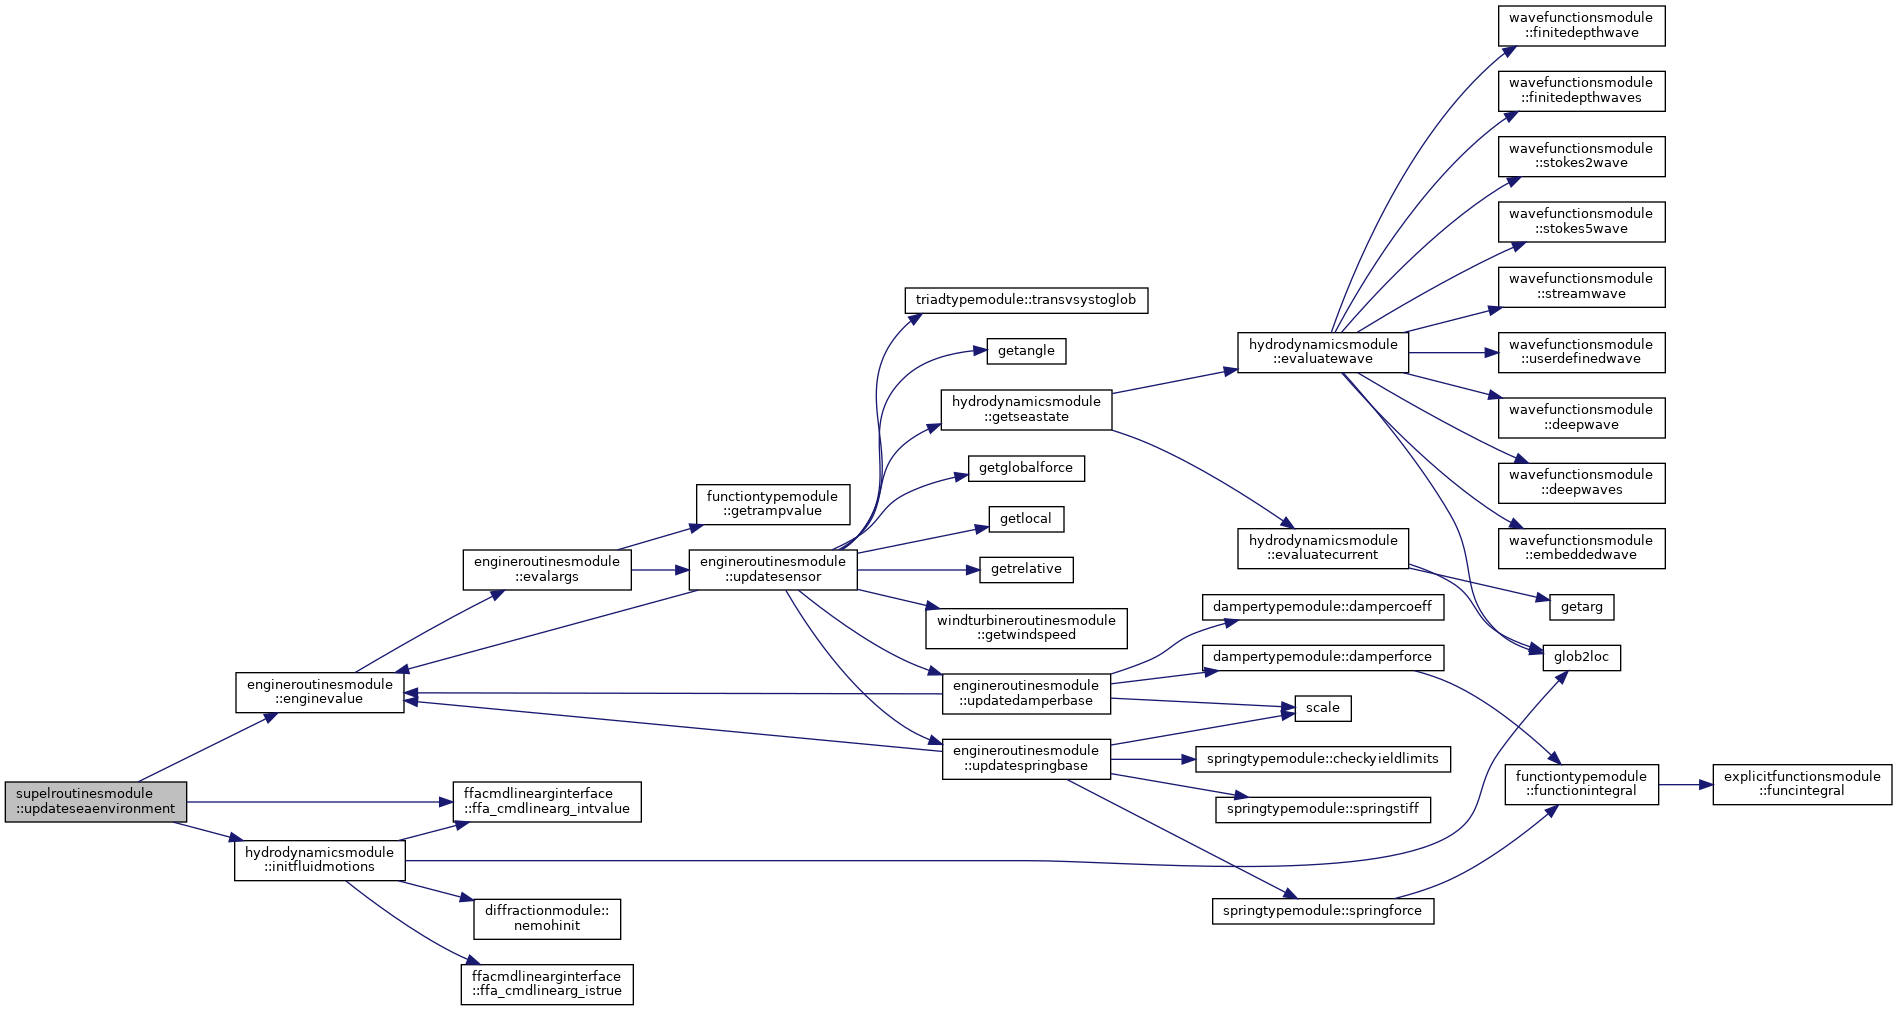 supelroutinesmodule
::updateseaenvironment
engineroutinesmodule
::enginevalue
ffacmdlinearginterface
::ffa_cmdlinearg_intvalue
hydrodynamicsmodule
::initfluidmotions
engineroutinesmodule
::evalargs
diffractionmodule::
nemohinit
ffacmdlinearginterface
::ffa_cmdlinearg_istrue
functiontypemodule
::getrampvalue
engineroutinesmodule
::updatesensor
triadtypemodule::transvsystoglob
getangle
hydrodynamicsmodule
::getseastate
getglobalforce
getlocal
getrelative
windturbineroutinesmodule
::getwindspeed
engineroutinesmodule
::updatedamperbase
engineroutinesmodule
::updatespringbase
hydrodynamicsmodule
::evaluatewave
hydrodynamicsmodule
::evaluatecurrent
dampertypemodule::dampercoeff
dampertypemodule::damperforce
scale
springtypemodule::checkyieldlimits
springtypemodule::springstiff
springtypemodule::springforce
wavefunctionsmodule
::finitedepthwave
wavefunctionsmodule
::finitedepthwaves
wavefunctionsmodule
::stokes2wave
wavefunctionsmodule
::stokes5wave
wavefunctionsmodule
::streamwave
wavefunctionsmodule
::userdefinedwave
wavefunctionsmodule
::deepwave
wavefunctionsmodule
::deepwaves
wavefunctionsmodule
::embeddedwave
getarg
glob2loc
functiontypemodule
::functionintegral
explicitfunctionsmodule
::funcintegral